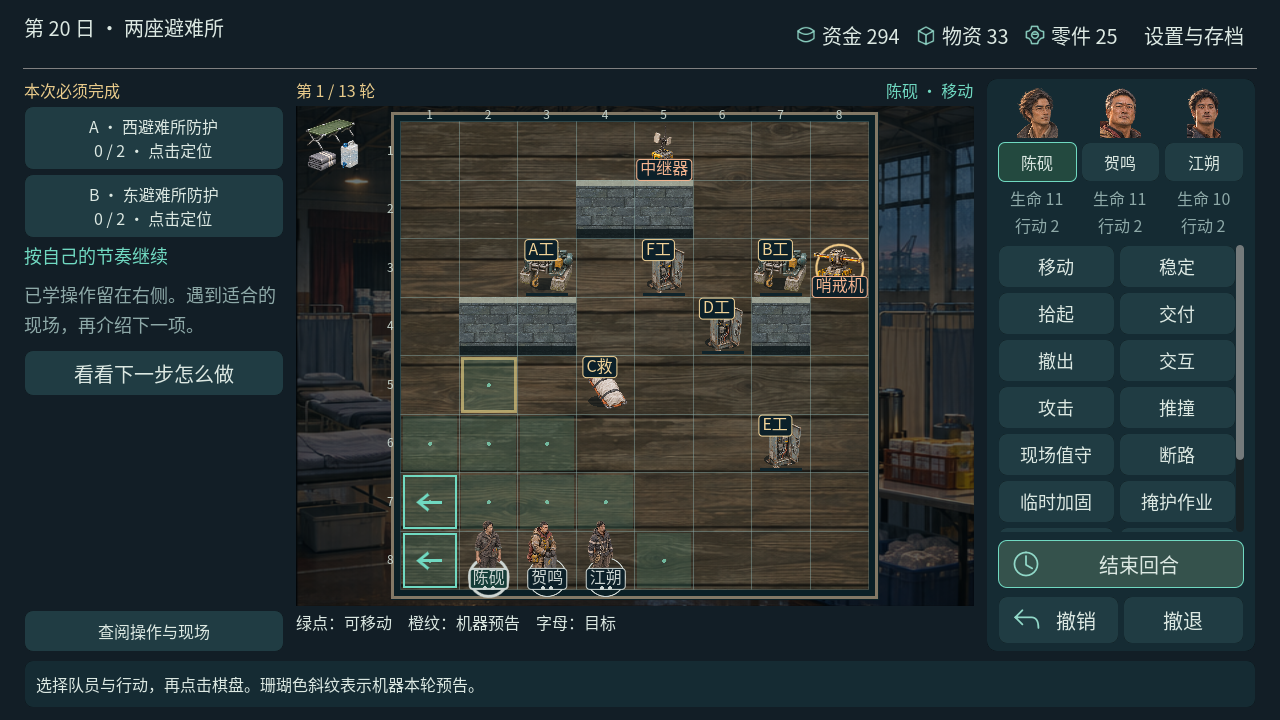 第 20 日 · 两座避难所
资金 294
物资 33
零件 25
设置与存档
本次必须完成
A · 西避难所防护
0 / 2 · 点击定位
B · 东避难所防护
0 / 2 · 点击定位
按自己的节奏继续
已学操作留在右侧。遇到适合的
现场，再介绍下一项。
看看下一步怎么做
查阅操作与现场
第 1 / 13 轮
陈砚 · 移动
1 2 3 4 5 6 7 8
1
2
3
4
5
6
7
8
中继器
A工
F工
B工
哨戒机
D工
C救
E工
陈砚
贺鸣
江朔
绿点：可移动 橙纹：机器预告 字母：目标
陈砚
贺鸣
江朔
生命 11
生命 11
生命 10
行动 2
行动 2
行动 2
移动
稳定
拾起
交付
撤出
交互
攻击
推撞
现场值守
断路
临时加固
掩护作业
结束回合
撤销
撤退
选择队员与行动，再点击棋盘。珊瑚色斜纹表示机器本轮预告。